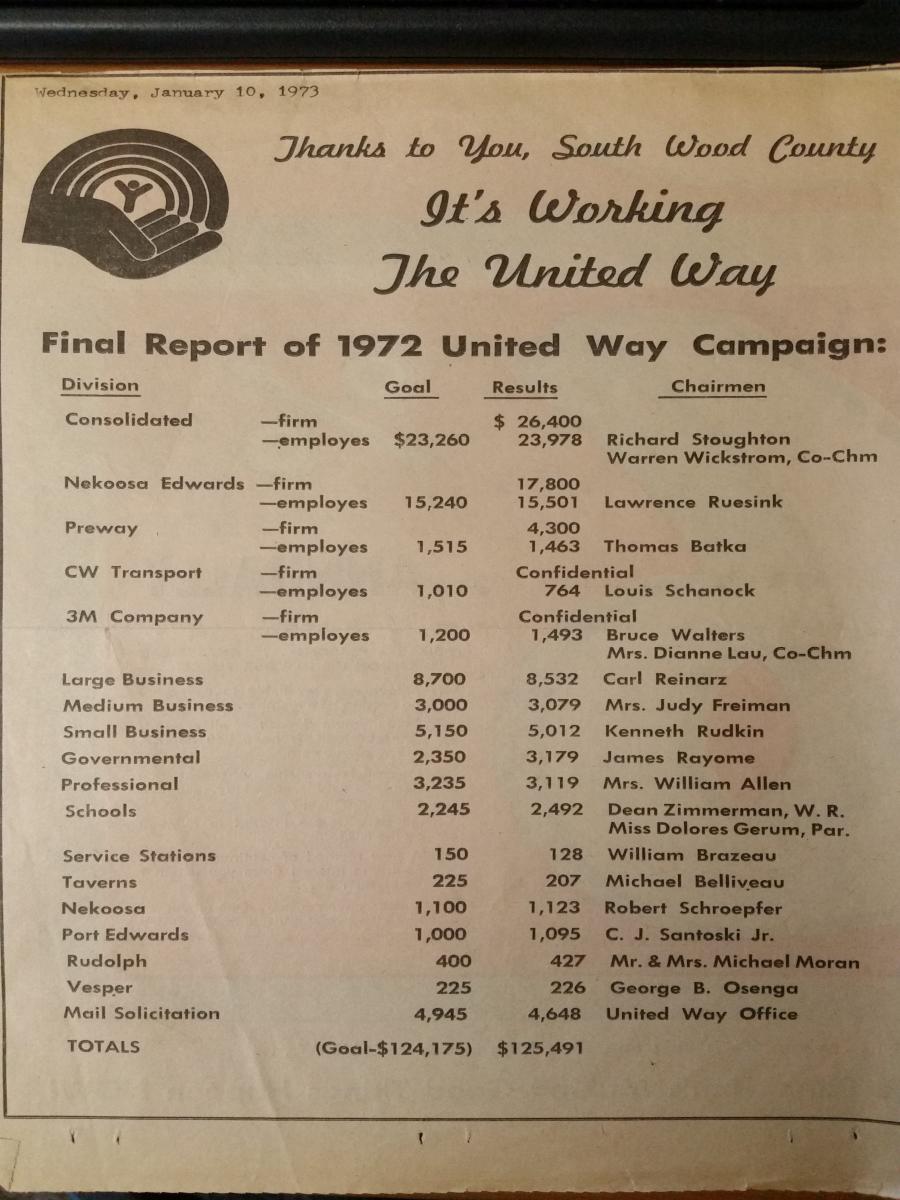 Wednesday, January 10, 1973
Thanks to You, South Wood County
It's Working
The United Way
Final Report of 1972 United Way Campaign:
Division Goal Results Chairmen
Consolidated —firm $ 26,400
—employes $23,260 23,978 Richard Stoughton
Warren Wickstrom, Co-Chm
Nekoosa Edwards —firm 17,800
—employes 15,240 15,501 Lawrence Ruesink
Preway —firm 4,300
—employes 1,515 1,463 Thomas Batka
CW Transport —firm Confidential
—employes 1,010 764 Louis Schanock
3M Company —firm Confidential
—employes 1,200 1,493 Bruce Walters
Mrs. Dianne Lau, Co-Chm
Large Business 8,700 8,532 Carl Reinarz
Medium Business 3,000 3,079 Mrs. Judy Freiman
Small Business 5,150 5,012 Kenneth Rudkin
Governmental 2,350 3,179 James Rayome
Professional 3,235 3,119 Mrs. William Allen
Schools 2,245 2,492 Dean Zimmerman, W. R.
Miss Dolores Gerum, Par.
Service Stations 150 128 William Brazeau
Taverns 225 207 Michael Belliveau
Nekoosa 1,100 1,123 Robert Schroepfer
Port Edwards 1,000 1,095 C. J. Santoski Jr.
Rudolph 400 427 Mr. & Mrs. Michael Moran
Vesper 225 226 George B. Osenga
Mail Solicitation 4,945 4,648 United Way Office
TOTALS (Goal-$124,175) $125,491